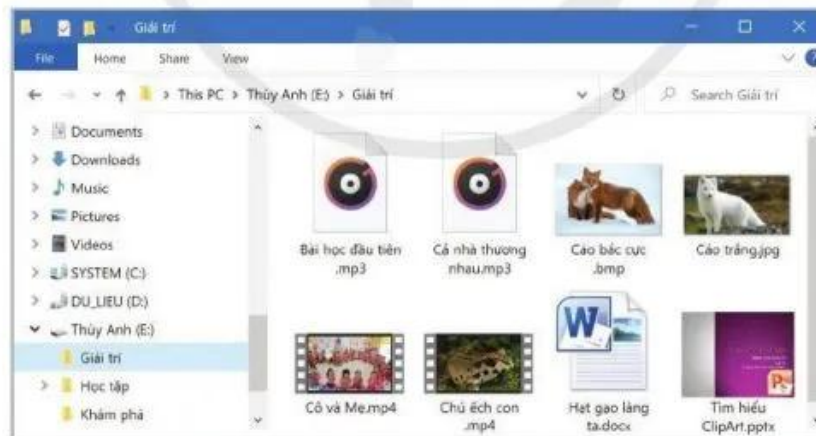 Giải trí
File Home Share View
This PC > Thùy Anh (E:) > Giải trí
Search Giải trí
Documents
Downloads
Music
Pictures
Videos
SYSTEM (C:)
DU_LIEU (D:)
Thùy Anh (E:)
Giải trí
Học tập
Khám phá
Bài học đầu tiên
.mp3
Cả nhà thương
nhau.mp3
Cáo bắc cực
.bmp
Cáo trắng.jpg
Cô và Mẹ.mp4
Chú ếch con
.mp4
Hạt gạo làng
ta.docx
Tìm hiểu
ClipArt.pptx